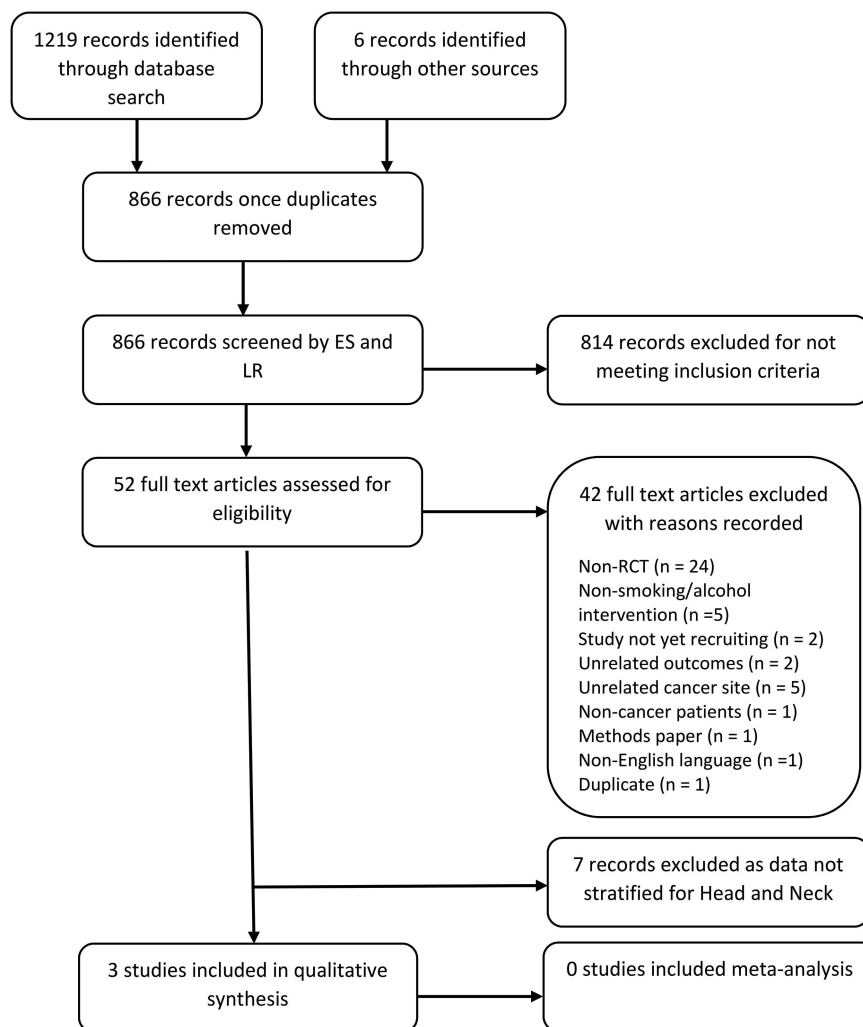 1219 records identified
through database
search
6 records identified
through other sources
866 records once duplicates
removed
866 records screened by ES and
LR
814 records excluded for not
meeting inclusion criteria
52 full text articles assessed for
eligibility
42 full text articles excluded
with reasons recorded
Non-RCT (n = 24)
Non-smoking/alcohol
intervention (n =5)
Study not yet recruiting (n = 2)
Unrelated outcomes (n = 2)
Unrelated cancer site (n = 5)
Non-cancer patients (n = 1)
Methods paper (n = 1)
Non-English language (n =1)
Duplicate (n = 1)
7 records excluded as data not
stratified for Head and Neck
3 studies included in qualitative
synthesis
0 studies included meta-analysis